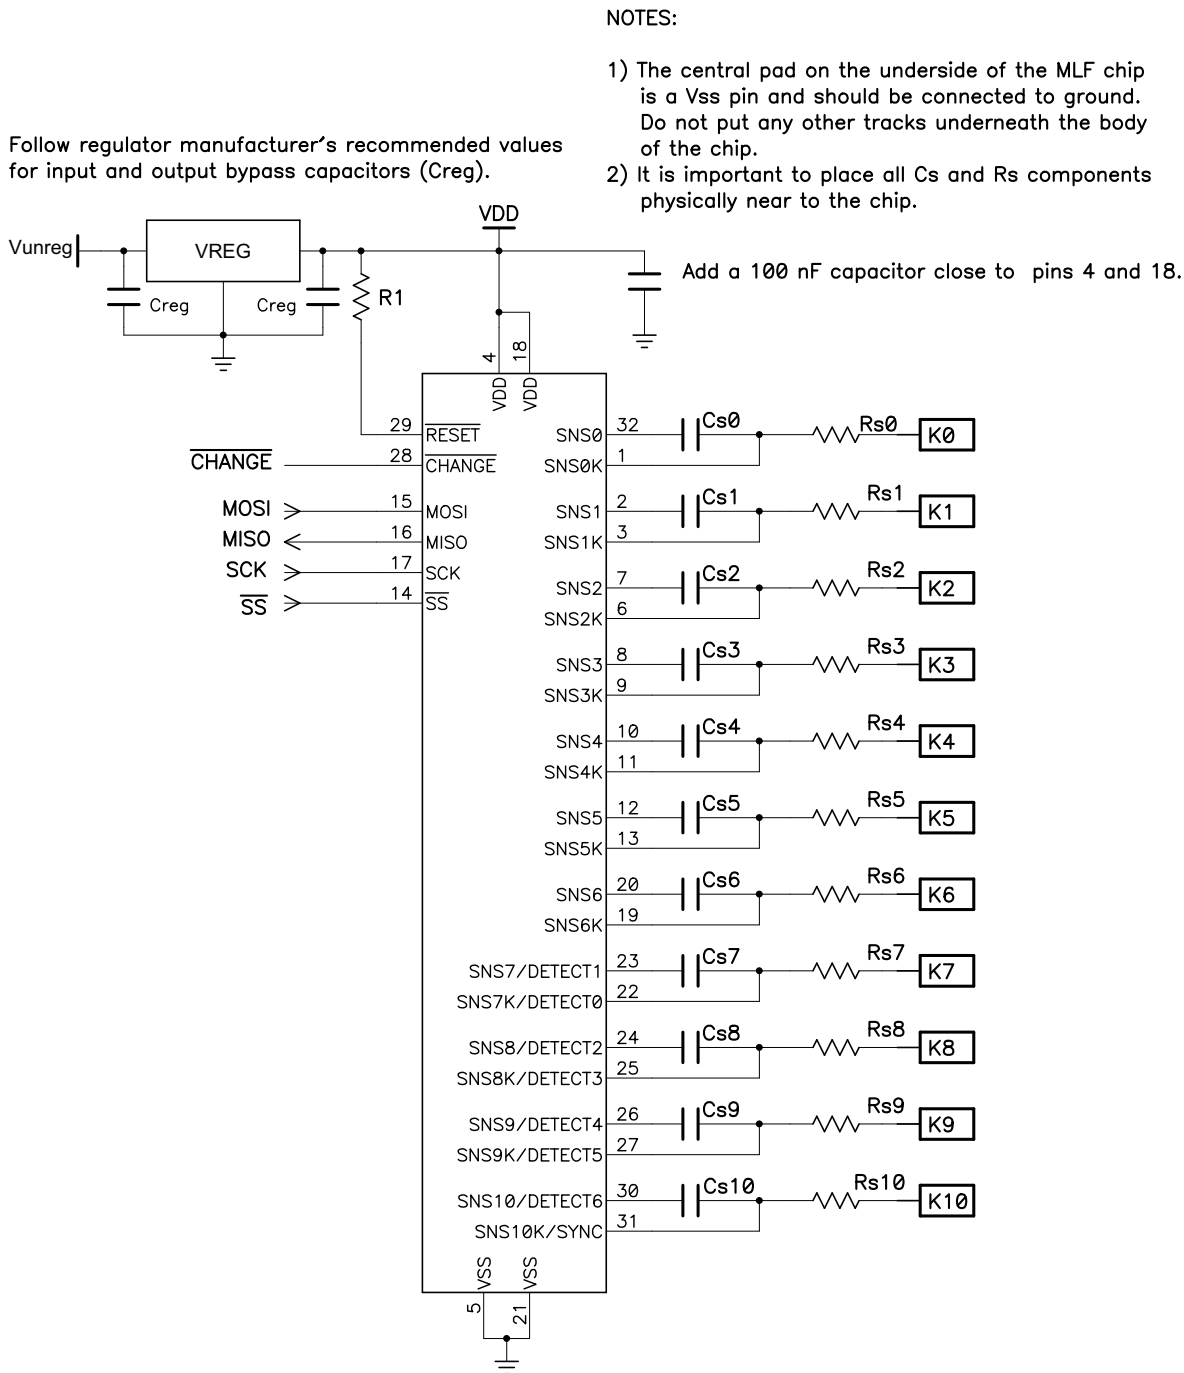 NOTES:
1) The central pad on the underside of the MLF chip
is a Vss pin and should be connected to ground.
Do not put any other tracks underneath the body
of the chip.
2) It is important to place all Cs and Rs components
physically near to the chip.
Follow regulator manufacturer's recommended values
for input and output bypass capacitors (Creg).
VDD
Vunreg
VREG
Creg
Creg
R1
Add a 100 nF capacitor close to pins 4 and 18.
4
18
VDD
VDD
29
RESET
CHANGE
28
CHANGE
MOSI
15
MOSI
MISO
16
MISO
SCK
17
SCK
SS
14
SS
SNS0
32
Cs0
Rs0
K0
SNS0K
1
SNS1
2
Cs1
Rs1
K1
SNS1K
3
SNS2
7
Cs2
Rs2
K2
SNS2K
6
SNS3
8
Cs3
Rs3
K3
SNS3K
9
SNS4
10
Cs4
Rs4
K4
SNS4K
11
SNS5
12
Cs5
Rs5
K5
SNS5K
13
SNS6
20
Cs6
Rs6
K6
SNS6K
19
SNS7/DETECT1
23
Cs7
Rs7
K7
SNS7K/DETECT0
22
SNS8/DETECT2
24
Cs8
Rs8
K8
SNS8K/DETECT3
25
SNS9/DETECT4
26
Cs9
Rs9
K9
SNS9K/DETECT5
27
SNS10/DETECT6
30
Cs10
Rs10
K10
SNS10K/SYNC
31
VSS
VSS
5
21